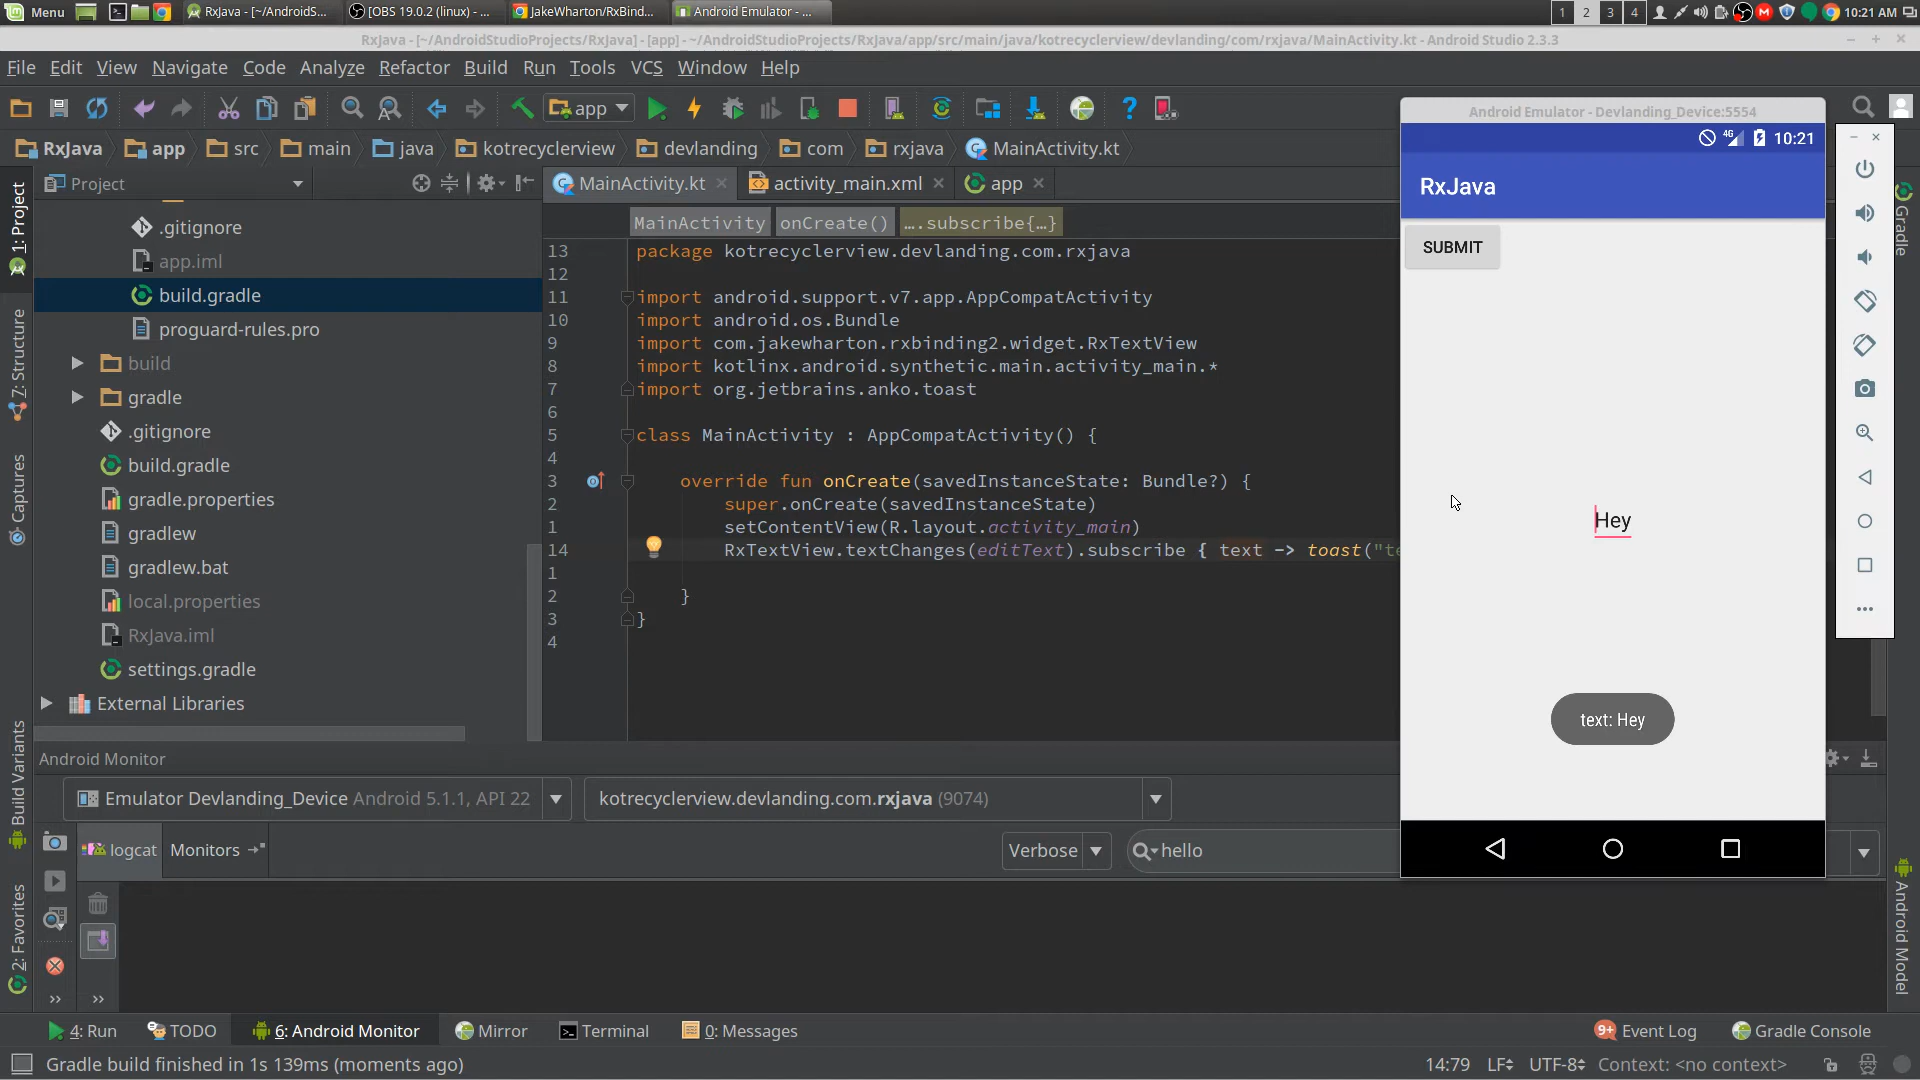 Menu
RxJava - [~/AndroidS...
[OBS 19.0.2 (linux) - ...
JakeWharton/RxBind...
Android Emulator - ...
1 2 3 4
10:21 AM
RxJava - [~/AndroidStudioProjects/RxJava] - [app] - ~/AndroidStudioProjects/RxJava/app/src/main/java/kotrecyclerview/devlanding/com/rxjava/MainActivity.kt - Android Studio 2.3.3
File Edit View Navigate Code Analyze Refactor Build Run Tools VCS Window Help
app
RxJava app src main java kotrecyclerview devlanding com rxjava MainActivity.kt
Project
MainActivity.kt
activity_main.xml
app
MainActivity onCreate() ....subscribe{...}
1: Project
7: Structure
Captures
Build Variants
2: Favorites
.gitignore
app.iml
build.gradle
proguard-rules.pro
build
gradle
.gitignore
build.gradle
gradle.properties
gradlew
gradlew.bat
local.properties
RxJava.iml
settings.gradle
External Libraries
13 package kotrecyclerview.devlanding.com.rxjava
12
11 import android.support.v7.app.AppCompatActivity
10 import android.os.Bundle
9 import com.jakewharton.rxbinding2.widget.RxTextView
8 import kotlinx.android.synthetic.main.activity_main.*
7 import org.jetbrains.anko.toast
6
5 class MainActivity : AppCompatActivity() {
4
3 override fun onCreate(savedInstanceState: Bundle?) {
2 super.onCreate(savedInstanceState)
1 setContentView(R.layout.activity_main)
14 RxTextView.textChanges(editText).subscribe { text -> toast("te
1
2 }
3 }
4
Android Emulator - Devlanding_Device:5554
4G 10:21
RxJava
SUBMIT
Hey
text: Hey
Gradle
Android Model
Android Monitor
Emulator Devlanding_Device Android 5.1.1, API 22
kotrecyclerview.devlanding.com.rxjava (9074)
logcat
Monitors
Verbose
hello
4: Run
TODO
6: Android Monitor
Mirror
Terminal
0: Messages
9+ Event Log
Gradle Console
Gradle build finished in 1s 139ms (moments ago)
14:79 LF UTF-8 Context: <no context>